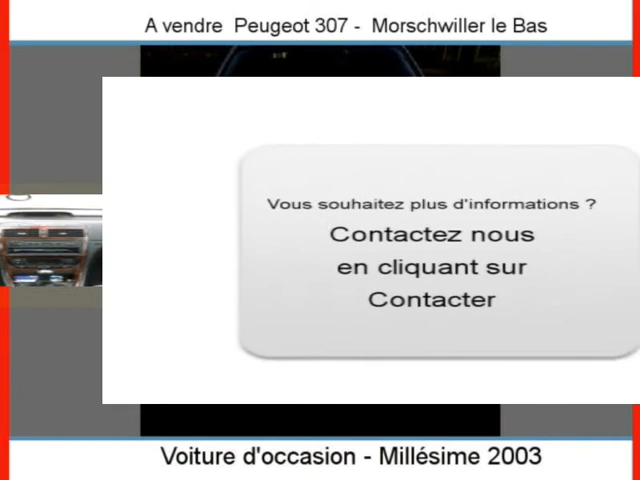 A vendre Peugeot 307 - Morschwiller le Bas
Vous souhaitez plus d'informations ?
Contactez nous
en cliquant sur
Contacter
Voiture d'occasion - Millésime 2003